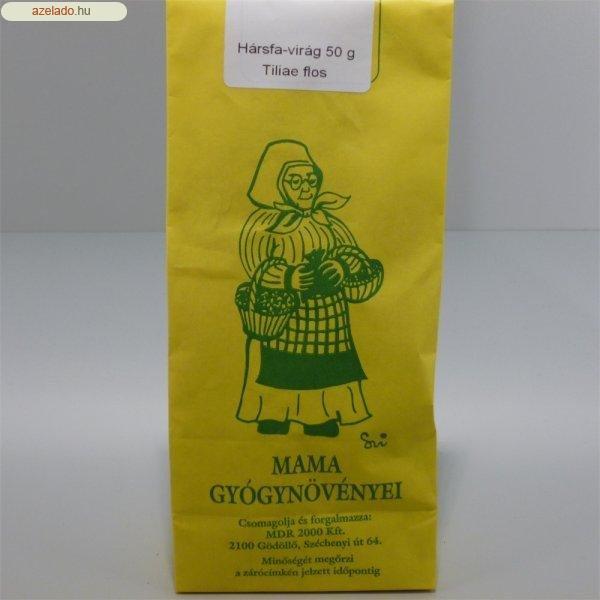 azelado.hu
Hársfa-virág 50 g
Tiliae flos
Sri
MAMA
GYÓGYNÖVÉNYEI
Csomagolja és forgalmazza:
MDR 2000 Kft.
2100 Gödöllő, Széchenyi út 64.
Minőségét megőrzi
a zárócímkén jelzett időpontig